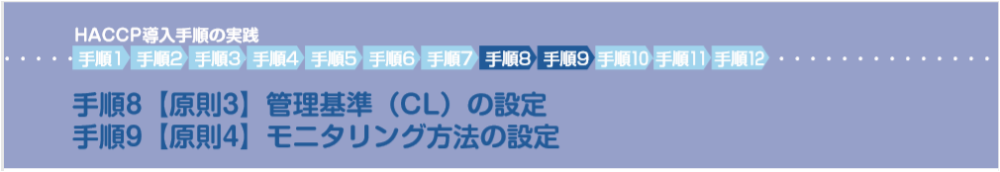 HACCP導入手順の実践
手順1 手順2 手順3 手順4 手順5 手順6 手順7 手順8 手順9 手順10 手順11 手順12
手順8【原則3】管理基準（CL）の設定
手順9【原則4】モニタリング方法の設定